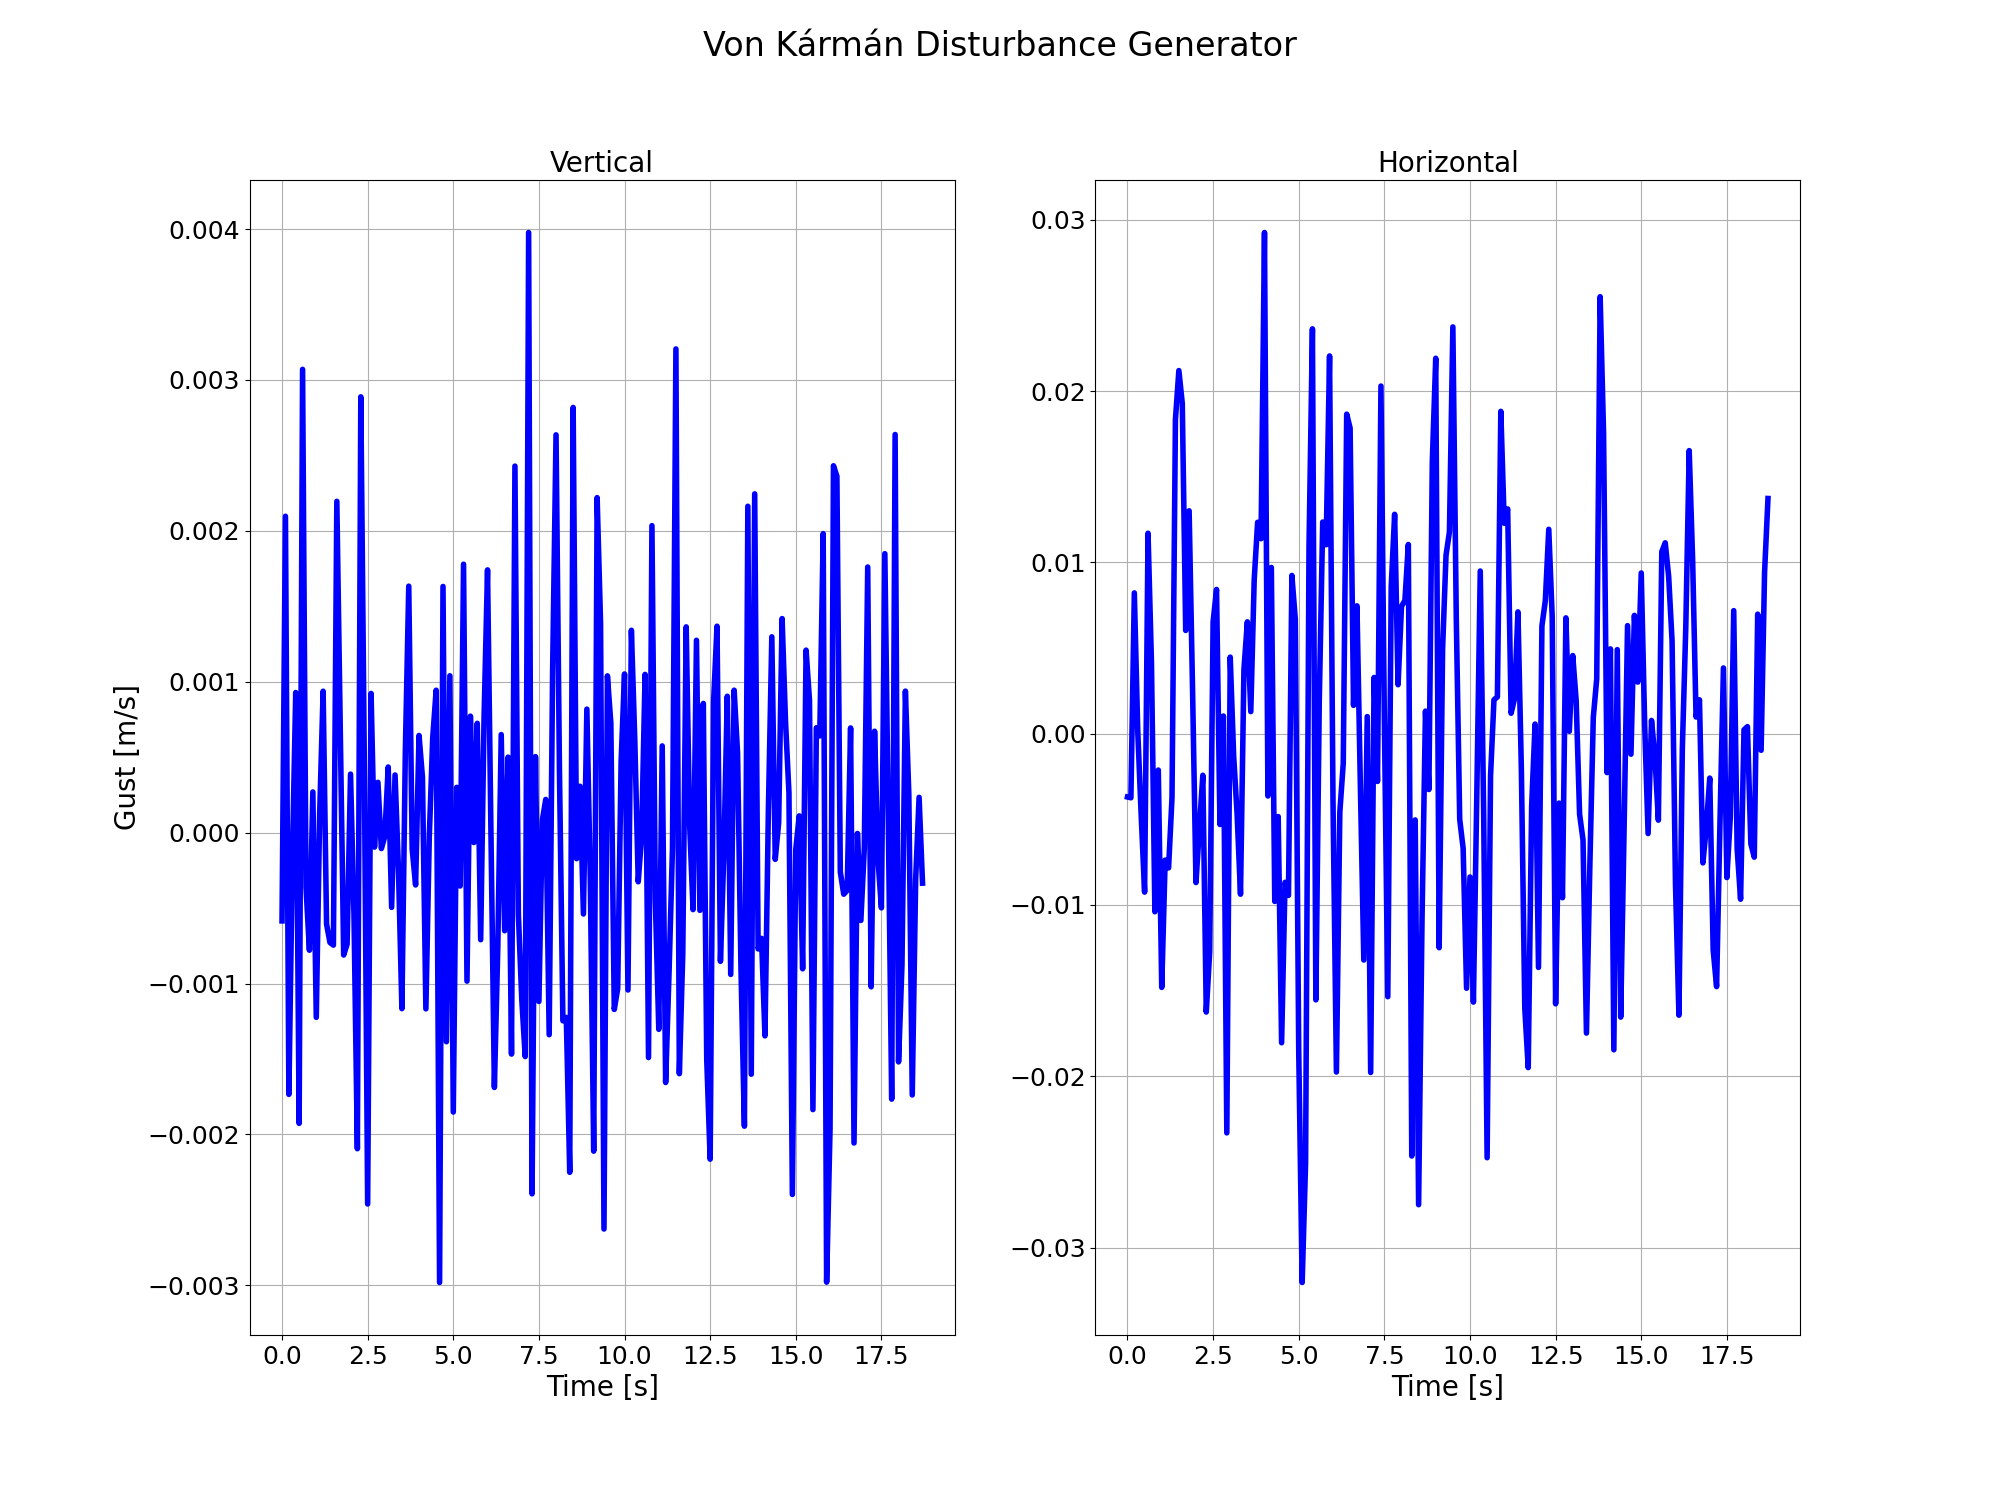 Von Kármán Disturbance Generator
Vertical
Gust [m/s]
0.004
0.003
0.002
0.001
0.000
−0.001
−0.002
−0.003
0.0 2.5 5.0 7.5 10.0 12.5 15.0 17.5
Time [s]
Horizontal
0.03
0.02
0.01
0.00
−0.01
−0.02
−0.03
0.0 2.5 5.0 7.5 10.0 12.5 15.0 17.5
Time [s]